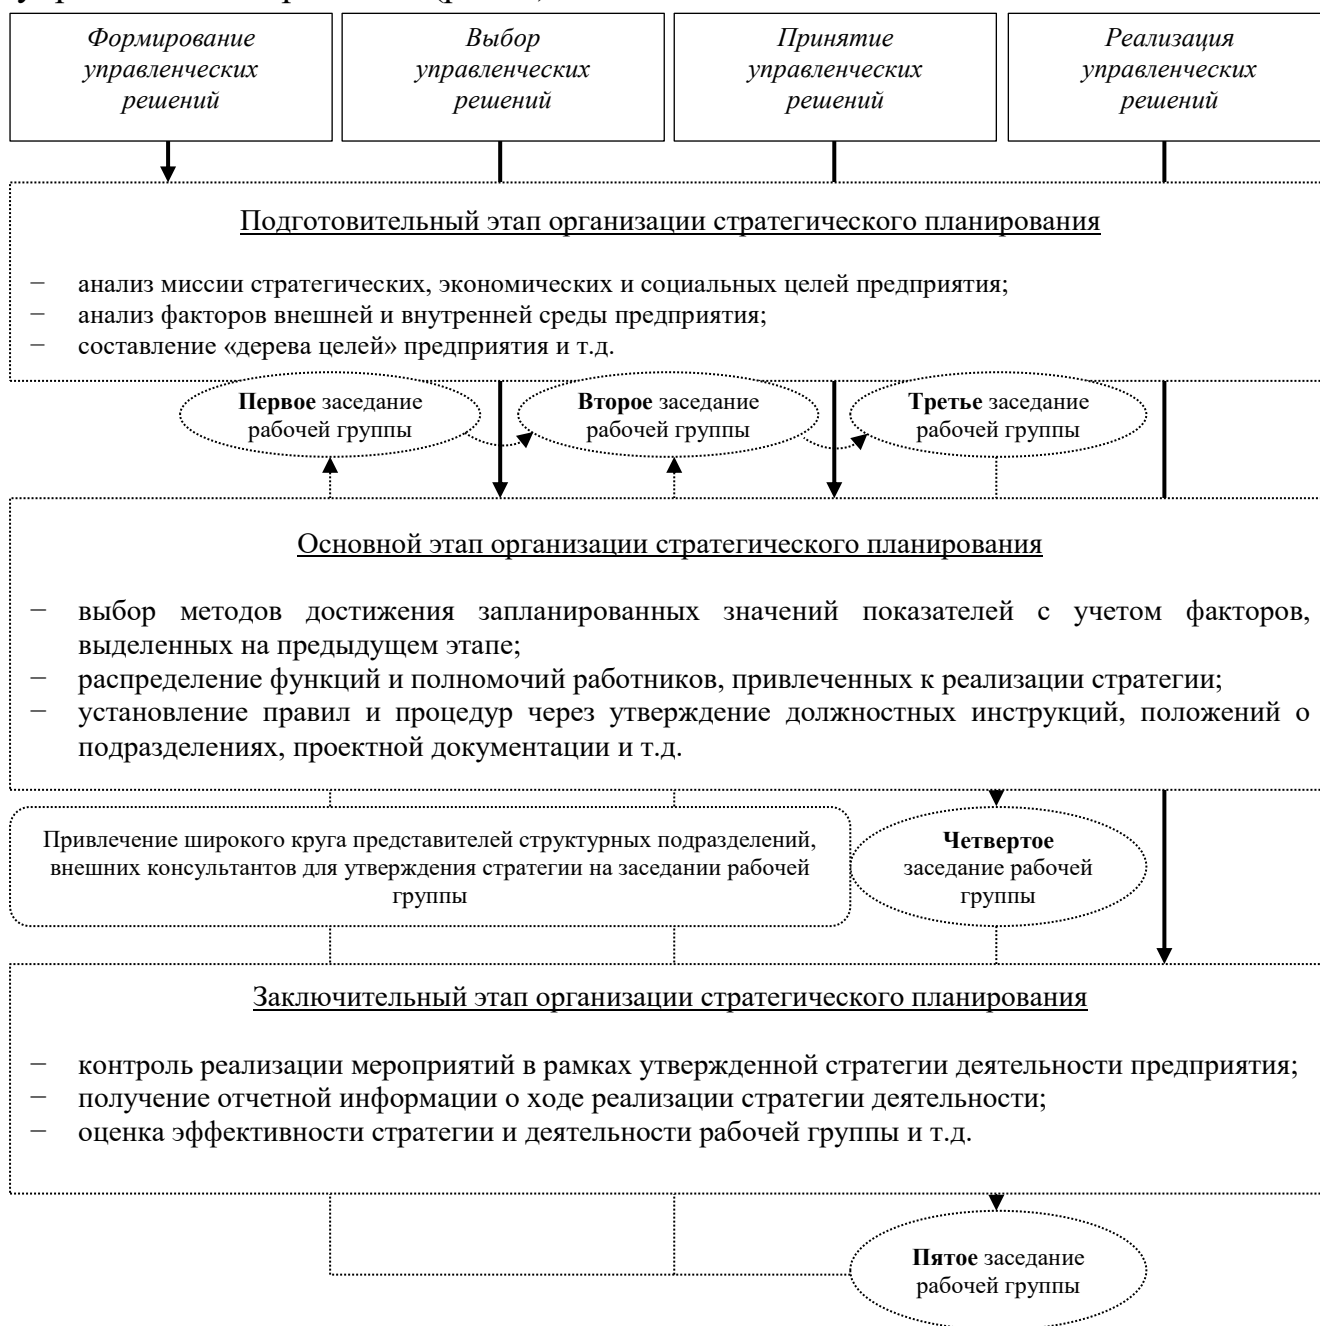 Формирование
управленческих
решений
Выбор
управленческих
решений
Принятие
управленческих
решений
Реализация
управленческих
решений
Подготовительный этап организации стратегического планирования
− анализ миссии стратегических, экономических и социальных целей предприятия;
− анализ факторов внешней и внутренней среды предприятия;
− составление «дерева целей» предприятия и т.д.
Первое заседание
рабочей группы
Второе заседание
рабочей группы
Третье заседание
рабочей группы
Основной этап организации стратегического планирования
− выбор методов достижения запланированных значений показателей с учетом факторов,
выделенных на предыдущем этапе;
− распределение функций и полномочий работников, привлеченных к реализации стратегии;
− установление правил и процедур через утверждение должностных инструкций, положений о
подразделениях, проектной документации и т.д.
Привлечение широкого круга представителей структурных подразделений,
внешних консультантов для утверждения стратегии на заседании рабочей
группы
Четвертое
заседание рабочей
группы
Заключительный этап организации стратегического планирования
− контроль реализации мероприятий в рамках утвержденной стратегии деятельности предприятия;
− получение отчетной информации о ходе реализации стратегии деятельности;
− оценка эффективности стратегии и деятельности рабочей группы и т.д.
Пятое заседание
рабочей группы